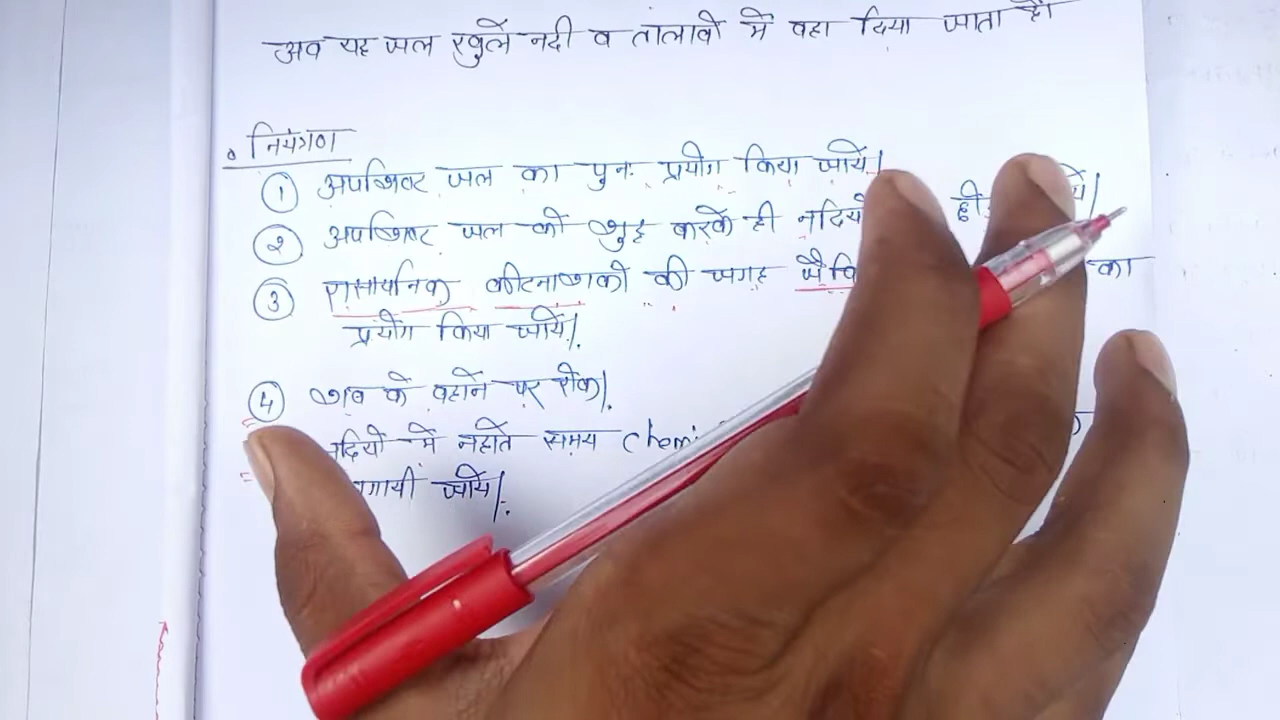 अब यह जल खुले नदी व तालाबों में बहा दिया जाता है।
नियंत्रण
① अपशिष्ट जल का पुनः प्रयोग किया जाये।
② अपशिष्ट जल को शुद्ध करके ही नदियों ही
③ रासायनिक कीटनाशकों की जगह का
प्रयोग किया जाये।
④ शव के बहाने पर रोक।
में नहाते समय
जाये।